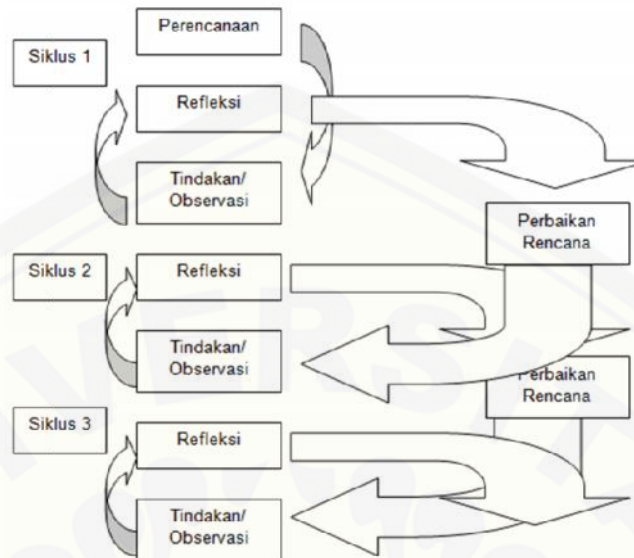 Perencanaan
Siklus 1
Refleksi
Tindakan/
Observasi
Perbaikan
Rencana
Siklus 2
Refleksi
Tindakan/
Observasi
Perbaikan
Rencana
Siklus 3
Refleksi
Tindakan/
Observasi